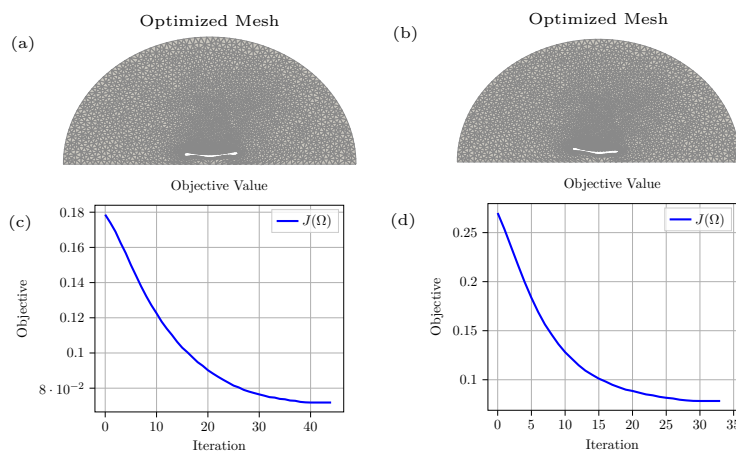 Optimized Mesh
(a)
Optimized Mesh
(b)
Objective Value
(c)
0.18
0.16
0.14
0.12
0.1
8 · 10⁻²
Objective
J(Ω)
0 10 20 30 40
Iteration
Objective Value
(d)
0.25
0.2
0.15
0.1
Objective
J(Ω)
0 5 10 15 20 25 30 35
Iteration